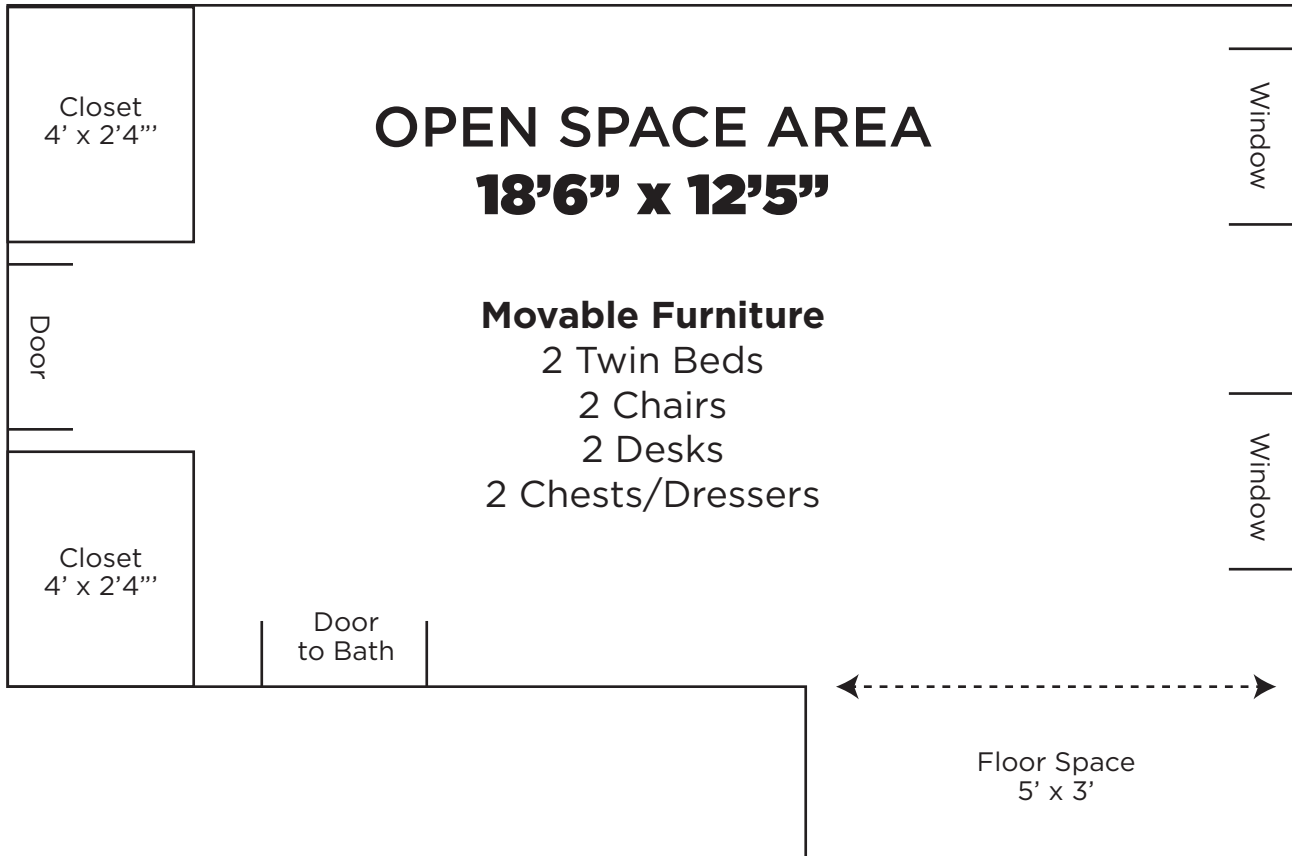 Closet
4’ x 2’4”’
OPEN SPACE AREA
18’6” x 12’5”
Window
Door
Movable Furniture
2 Twin Beds
2 Chairs
2 Desks
2 Chests/Dressers
Window
Closet
4’ x 2’4”’
Door
to Bath
Floor Space
5’ x 3’